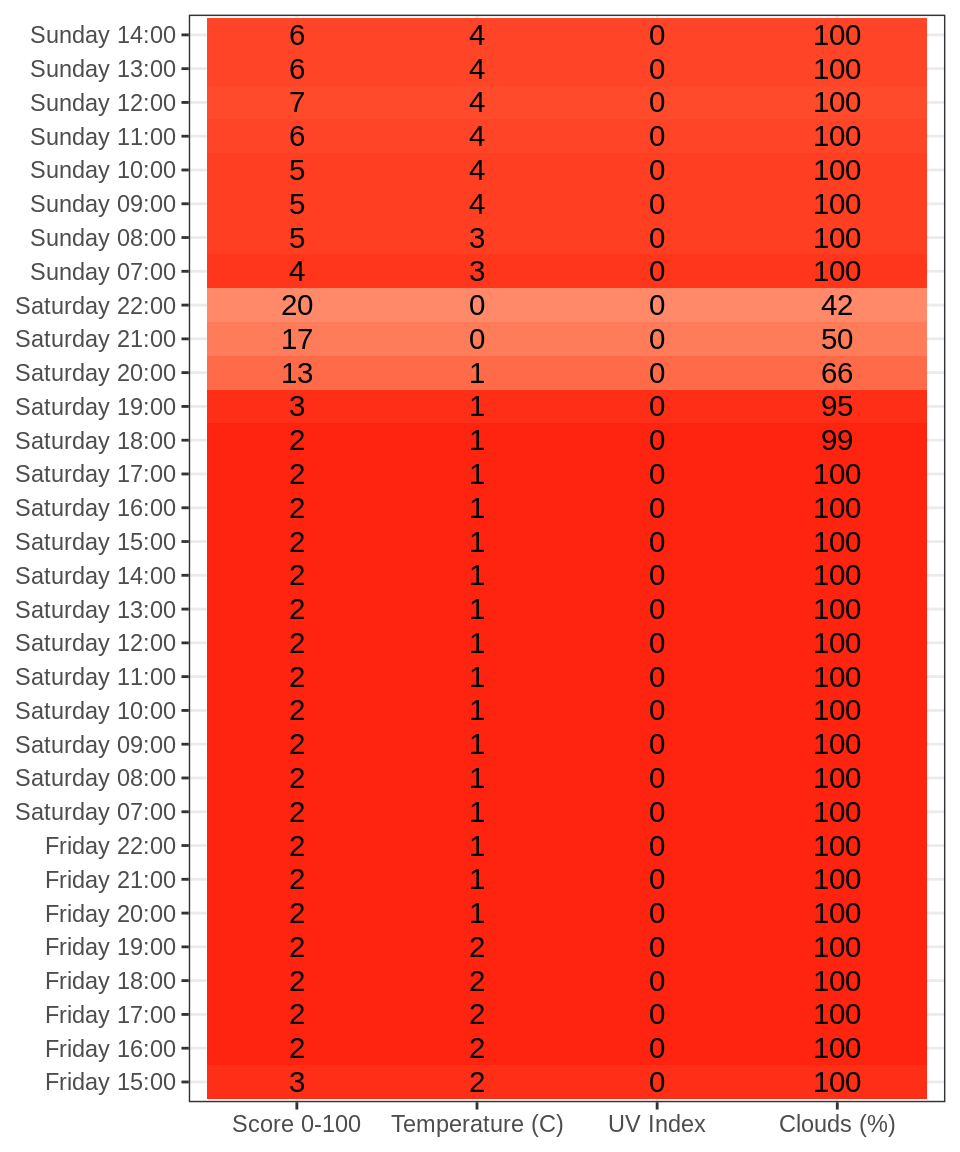 Sunday 14:00 6 4 0 100
Sunday 13:00 6 4 0 100
Sunday 12:00 7 4 0 100
Sunday 11:00 6 4 0 100
Sunday 10:00 5 4 0 100
Sunday 09:00 5 4 0 100
Sunday 08:00 5 3 0 100
Sunday 07:00 4 3 0 100
Saturday 22:00 20 0 0 42
Saturday 21:00 17 0 0 50
Saturday 20:00 13 1 0 66
Saturday 19:00 3 1 0 95
Saturday 18:00 2 1 0 99
Saturday 17:00 2 1 0 100
Saturday 16:00 2 1 0 100
Saturday 15:00 2 1 0 100
Saturday 14:00 2 1 0 100
Saturday 13:00 2 1 0 100
Saturday 12:00 2 1 0 100
Saturday 11:00 2 1 0 100
Saturday 10:00 2 1 0 100
Saturday 09:00 2 1 0 100
Saturday 08:00 2 1 0 100
Saturday 07:00 2 1 0 100
Friday 22:00 2 1 0 100
Friday 21:00 2 1 0 100
Friday 20:00 2 1 0 100
Friday 19:00 2 2 0 100
Friday 18:00 2 2 0 100
Friday 17:00 2 2 0 100
Friday 16:00 2 2 0 100
Friday 15:00 3 2 0 100
Score 0-100 Temperature (C) UV Index Clouds (%)